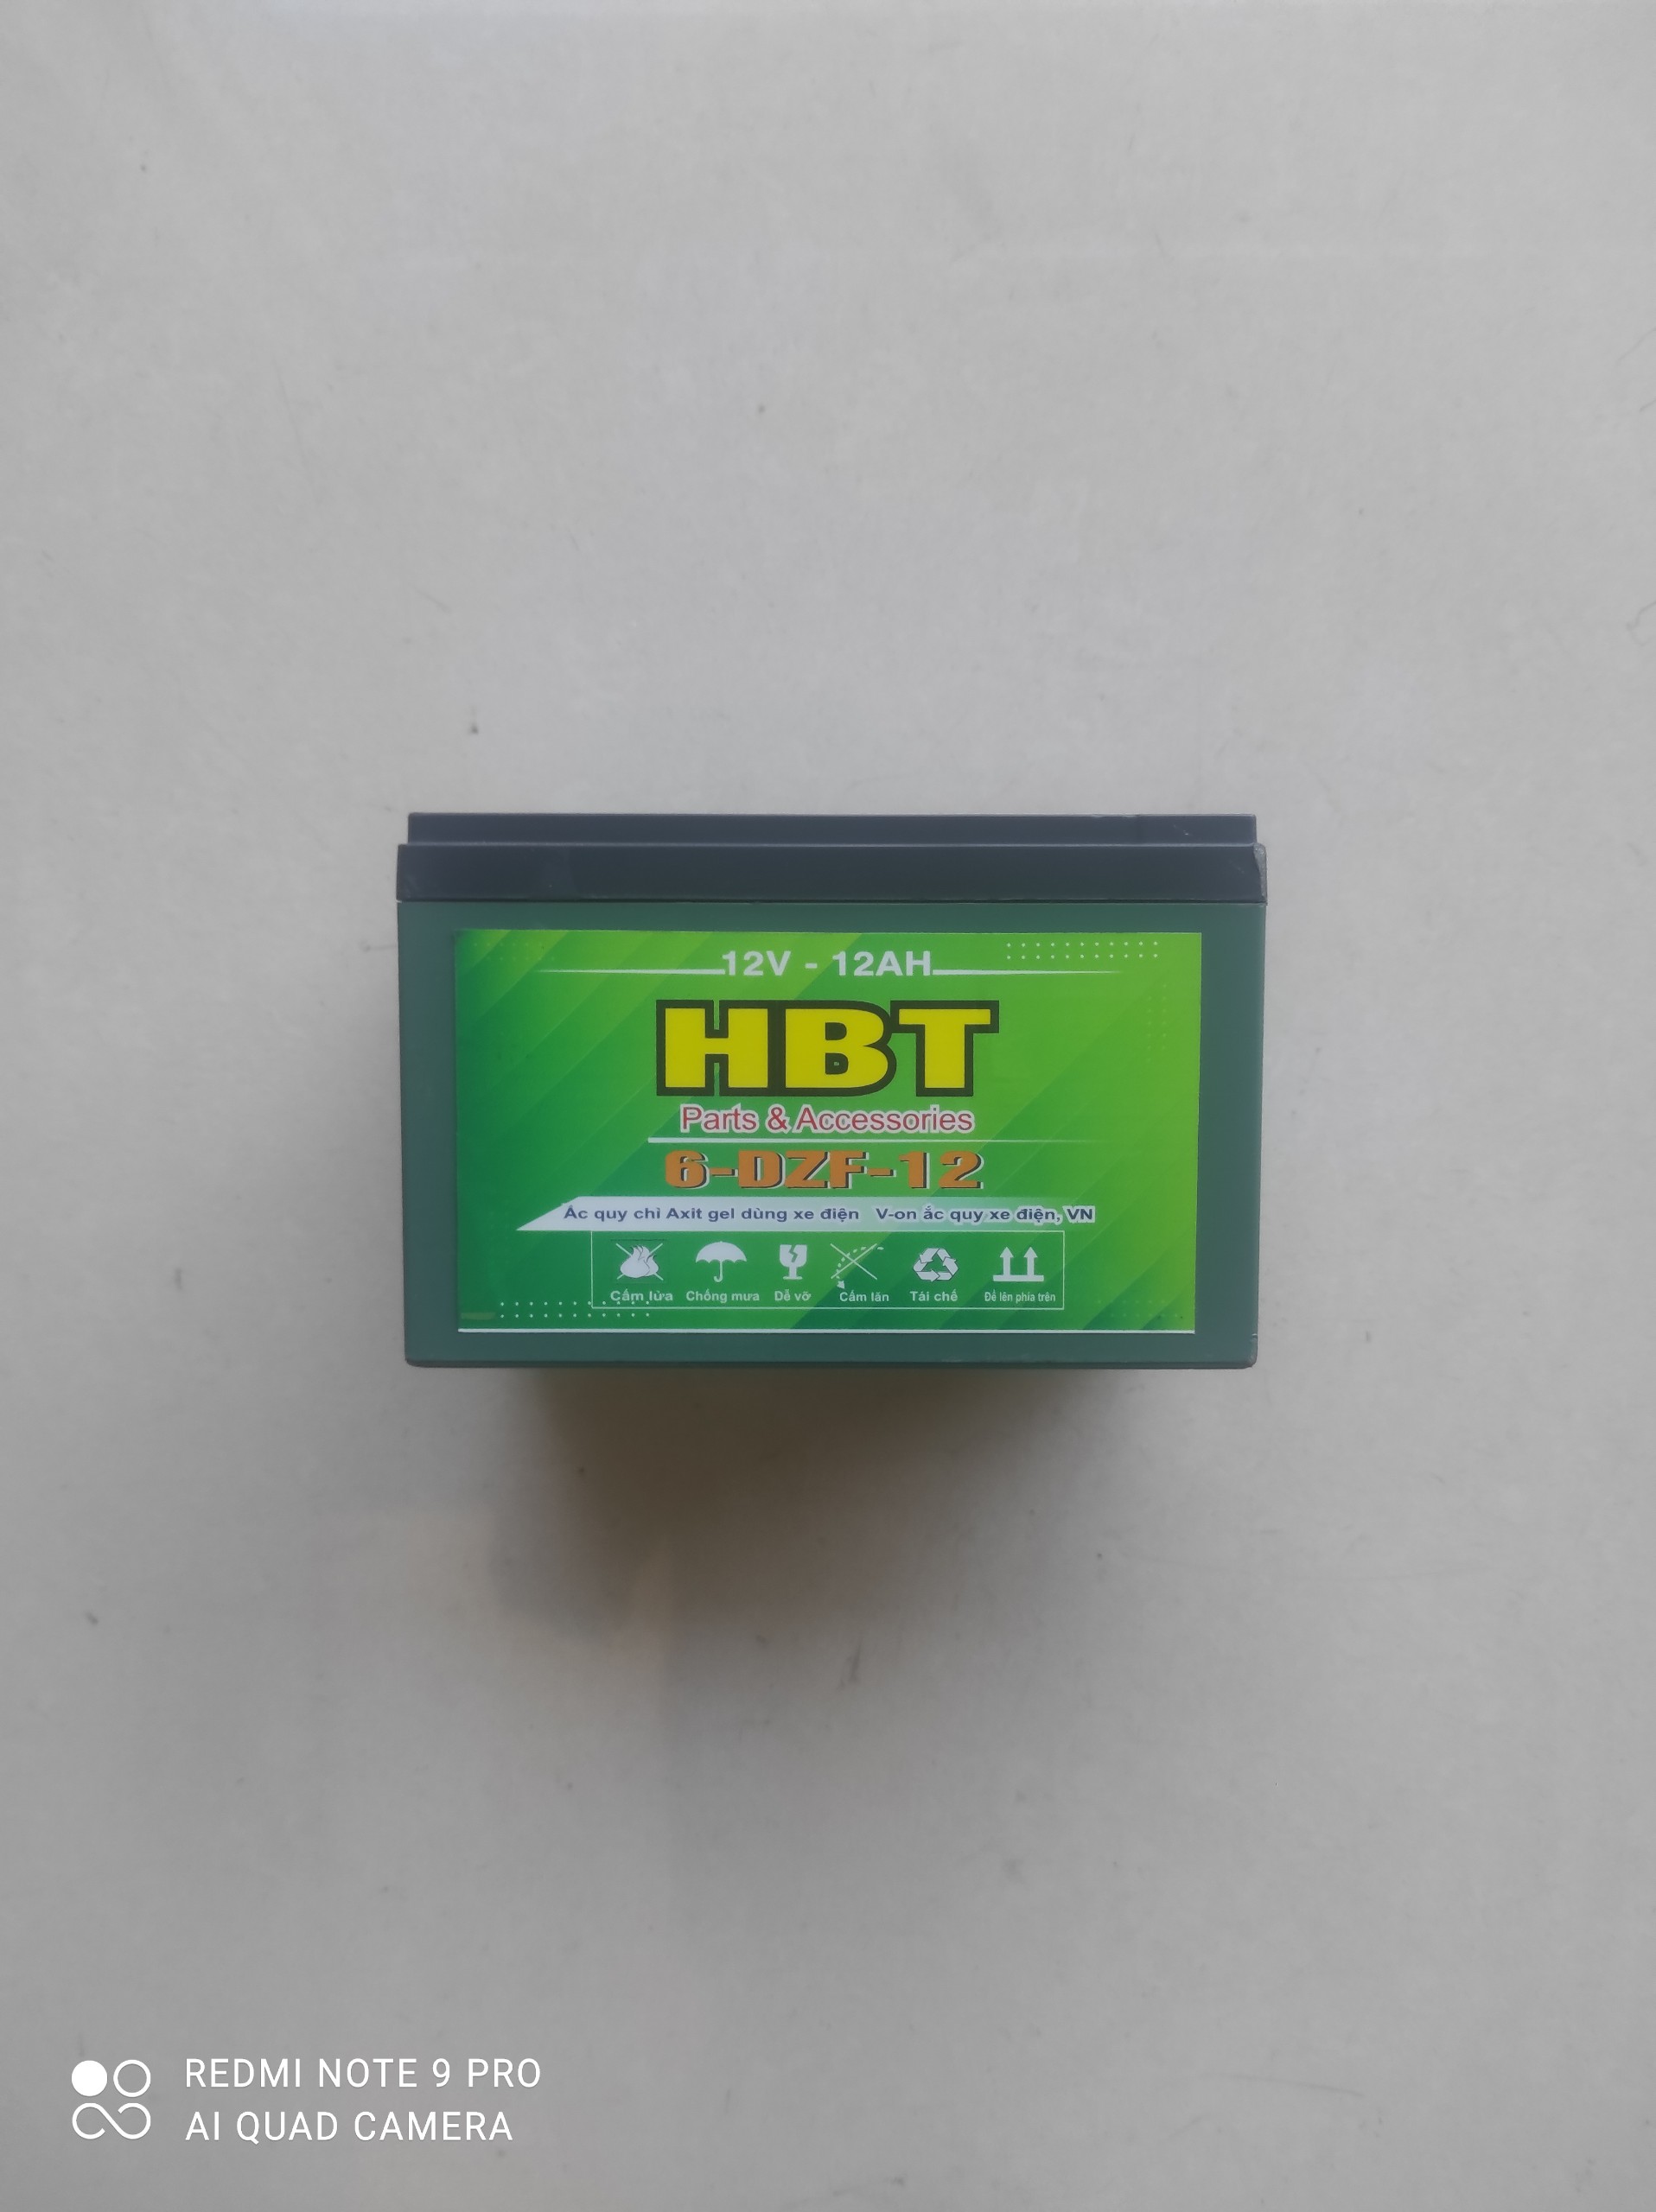 12V - 12AH
HBT
Parts & Accessories
6-DZF-12
Ắc quy chì Axit gel dùng xe điện V-on ắc quy xe điện, VN
Cấm lửa Chống mưa Dễ vỡ Cấm lăn Tái chế Để lên phía trên
REDMI NOTE 9 PRO
AI QUAD CAMERA